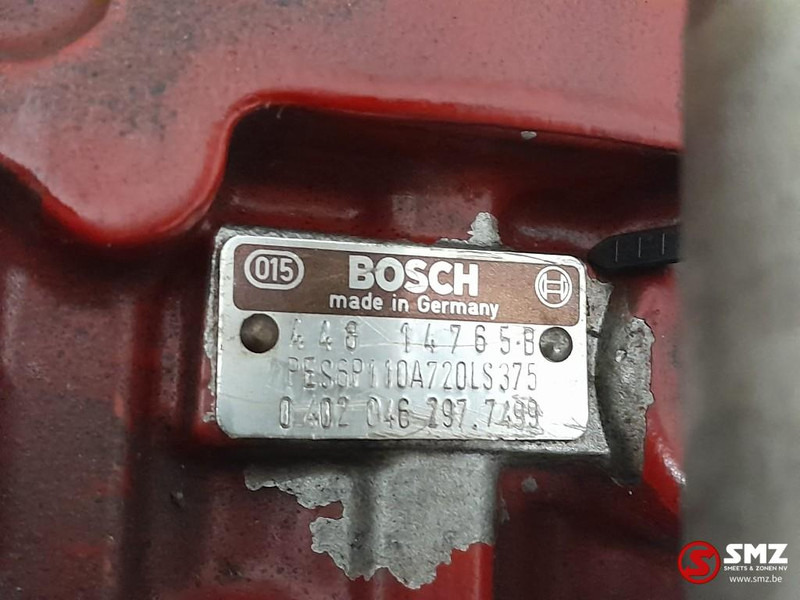 015 BOSCH
made in Germany
448 14765·B
PES6P110A720LS375
0 402 046 297.7499
SMZ
SMEETS & ZONEN NV
www.smz.be